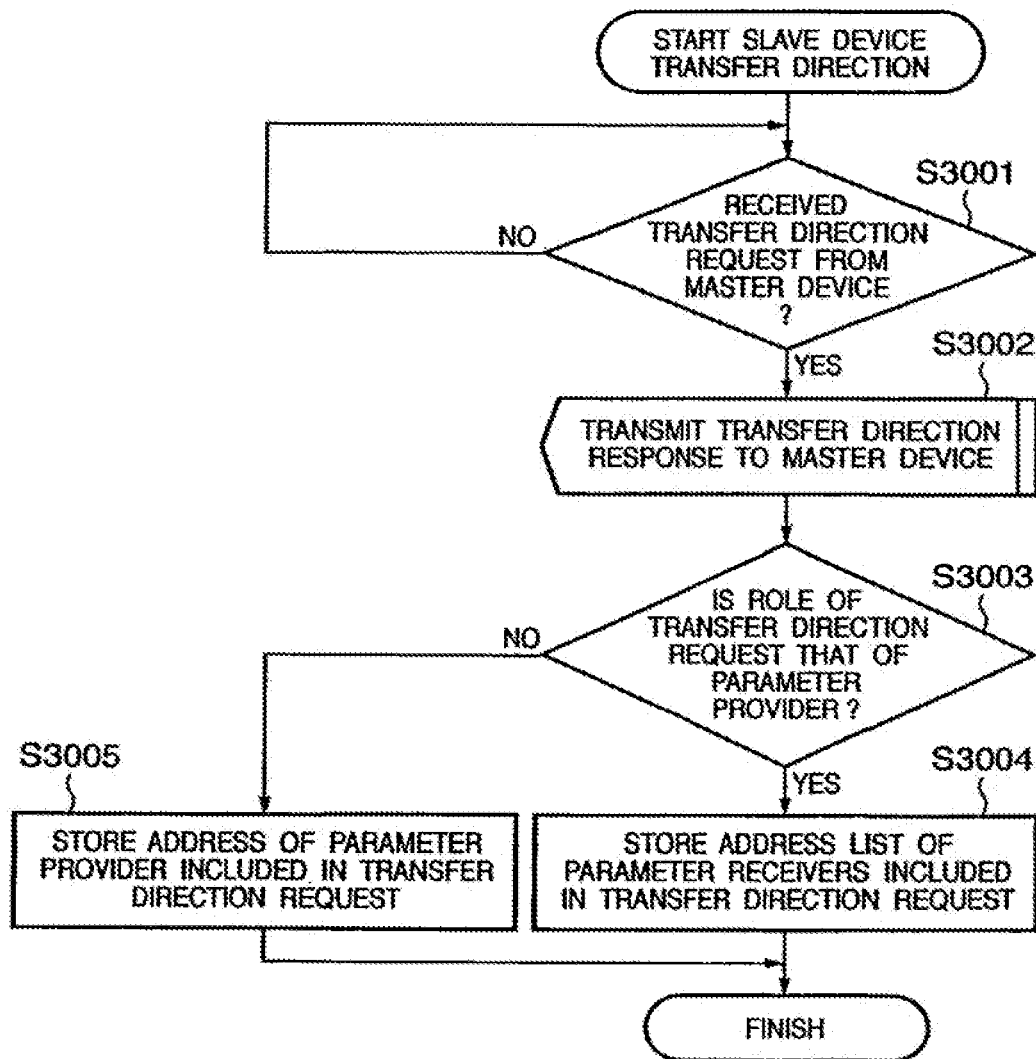 START SLAVE DEVICE
TRANSFER DIRECTION
S3001
RECEIVED
TRANSFER DIRECTION
REQUEST FROM
MASTER DEVICE
?
NO
YES
S3002
TRANSMIT TRANSFER DIRECTION
RESPONSE TO MASTER DEVICE
S3003
IS ROLE OF
TRANSFER DIRECTION
REQUEST THAT OF
PARAMETER
PROVIDER ?
NO
YES
S3005
STORE ADDRESS OF PARAMETER
PROVIDER INCLUDED IN TRANSFER
DIRECTION REQUEST
S3004
STORE ADDRESS LIST OF
PARAMETER RECEIVERS INCLUDED
IN TRANSFER DIRECTION REQUEST
FINISH